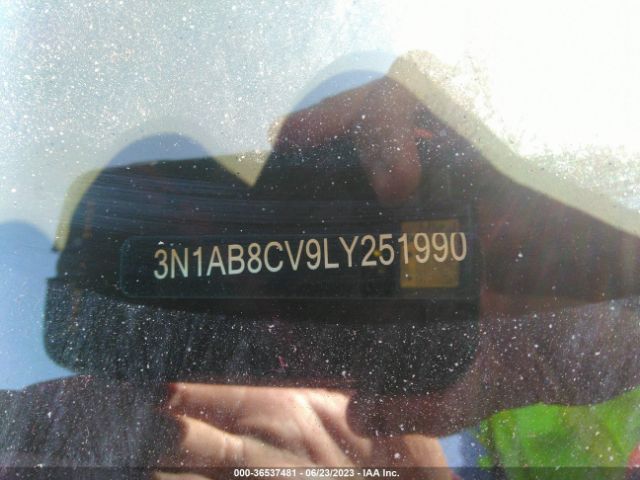 3N1AB8CV9LY251990
000-36537481 - 06/23/2023 - IAA Inc.